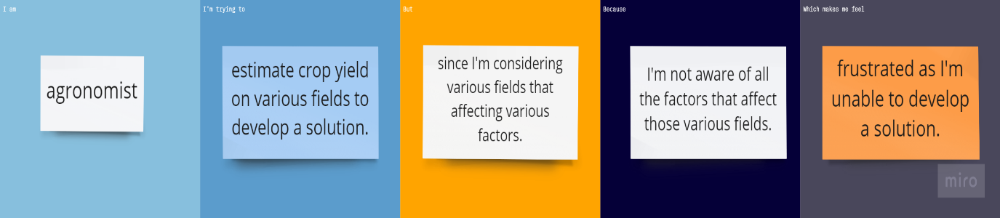 I am
agronomist
I'm trying to
estimate crop yield
on various fields to
develop a solution.
But
since I'm considering
various fields that
affecting various
factors.
Because
I'm not aware of all
the factors that affect
those various fields.
Which makes me feel
frustrated as I'm
unable to develop
a solution.
miro